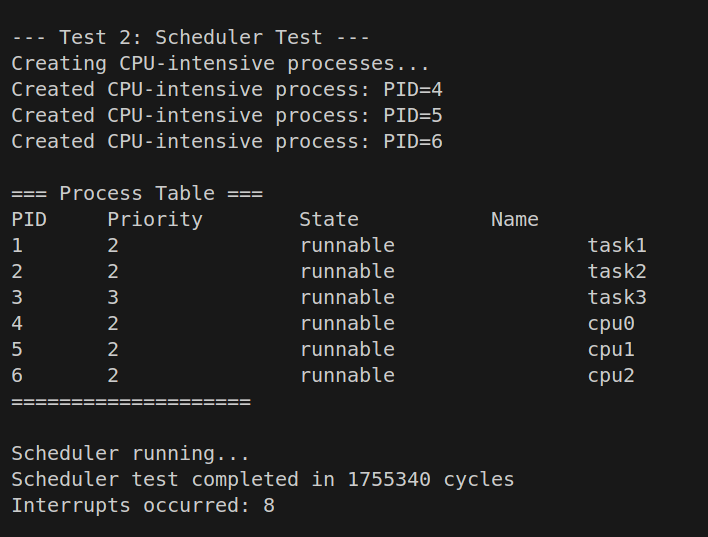 --- Test 2: Scheduler Test ---
Creating CPU-intensive processes...
Created CPU-intensive process: PID=4
Created CPU-intensive process: PID=5
Created CPU-intensive process: PID=6

=== Process Table ===
PID     Priority        State           Name
1       2               runnable                task1
2       2               runnable                task2
3       3               runnable                task3
4       2               runnable                cpu0
5       2               runnable                cpu1
6       2               runnable                cpu2
====================

Scheduler running...
Scheduler test completed in 1755340 cycles
Interrupts occurred: 8